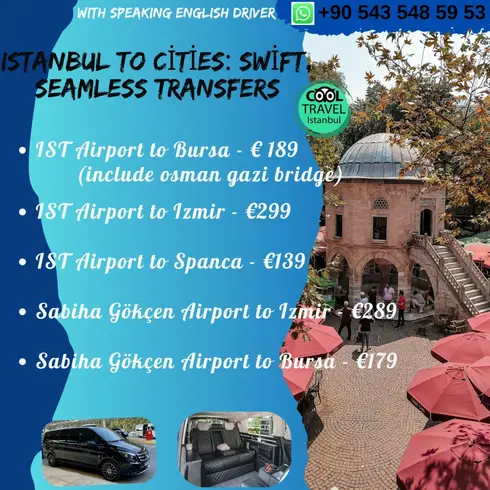 WITH SPEAKING ENGLISH DRIVER
+90 543 548 59 53
ISTANBUL TO CİTİES: SWİFT,
SEAMLESS TRANSFERS
COOL
TRAVEL
Istanbul
• IST Airport to Bursa - € 189
(include osman gazi bridge)
• IST Airport to Izmir - €299
• IST Airport to Spanca - €139
• Sabiha Gökçen Airport to Izmir - €289
• Sabiha Gökçen Airport to Bursa - €179